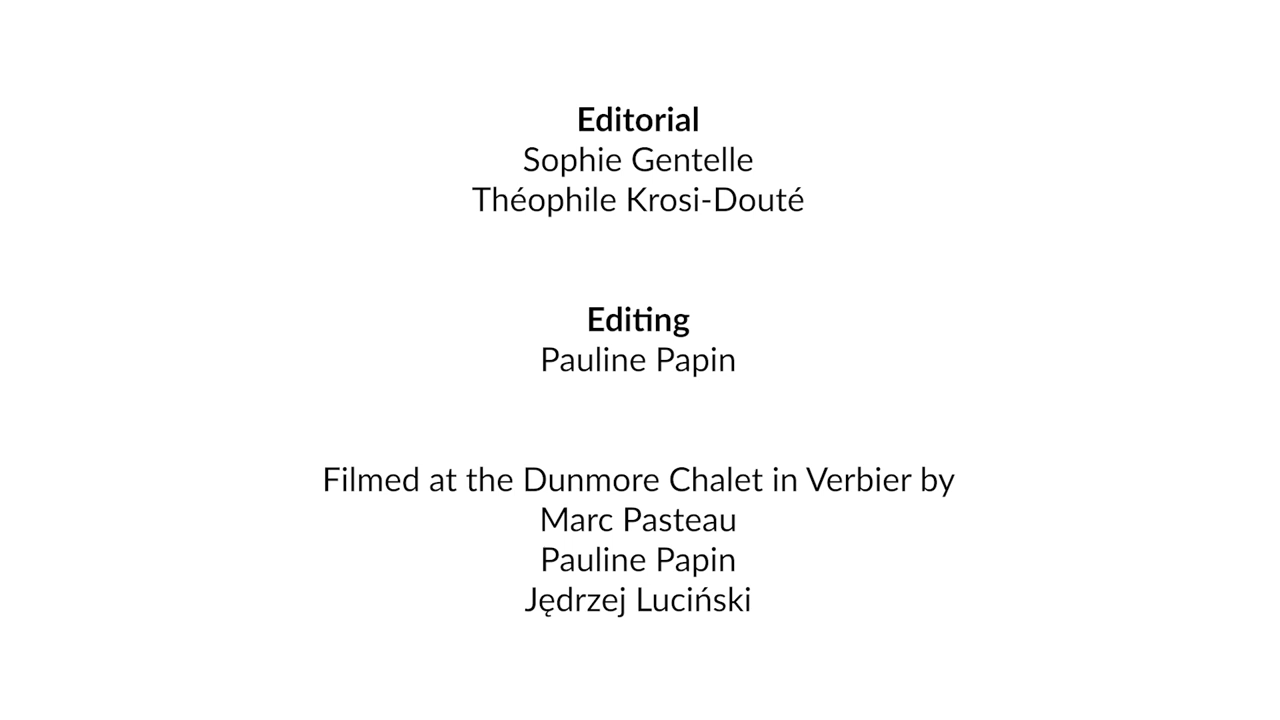 Editorial
Sophie Gentelle
Théophile Krosi-Douté
Editing
Pauline Papin
Filmed at the Dunmore Chalet in Verbier by
Marc Pasteau
Pauline Papin
Jędrzej Luciński